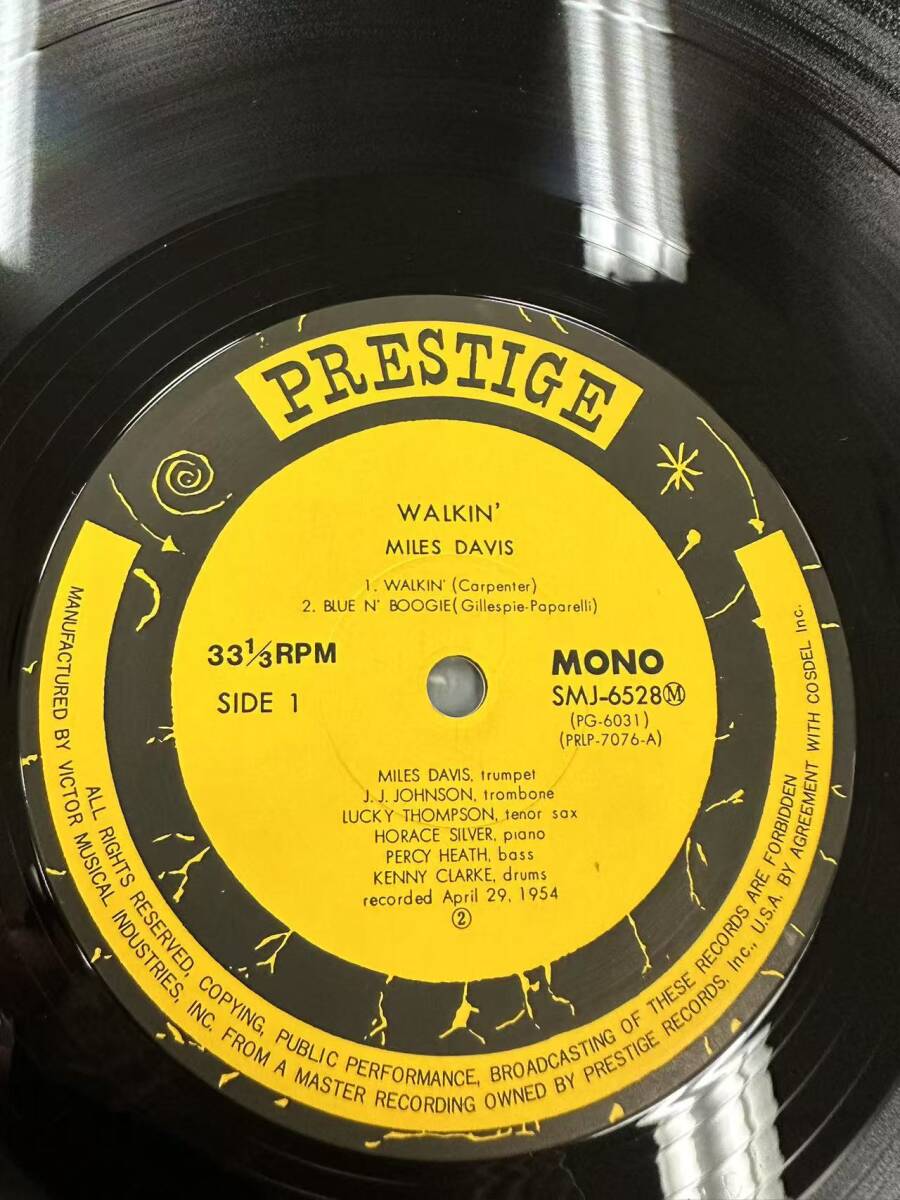 PRESTIGE
WALKIN'
MILES DAVIS
1. WALKIN' (Carpenter)
2. BLUE N' BOOGIE (Gillespie-Paparelli)
33⅓ RPM
SIDE 1
MONO
SMJ-6528Ⓜ
(PG-6031)
(PRLP-7076-A)
MILES DAVIS, trumpet
J. J. JOHNSON, trombone
LUCKY THOMPSON, tenor sax
HORACE SILVER, piano
PERCY HEATH, bass
KENNY CLARKE, drums
recorded April 29, 1954
②
ALL RIGHTS RESERVED, COPYING, PUBLIC PERFORMANCE, BROADCASTING OF THESE RECORDS ARE FORBIDDEN
MANUFACTURED BY VICTOR MUSICAL INDUSTRIES, INC. FROM A MASTER RECORDING OWNED BY PRESTIGE RECORDS, Inc., U.S.A. BY AGREEMENT WITH COSDEL Inc.